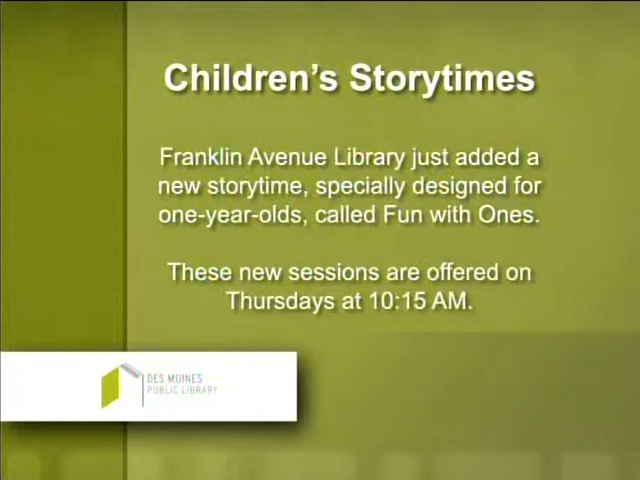 Children's Storytimes
Franklin Avenue Library just added a
new storytime, specially designed for
one-year-olds, called Fun with Ones.
These new sessions are offered on
Thursdays at 10:15 AM.
DES MOINES
PUBLIC LIBRARY